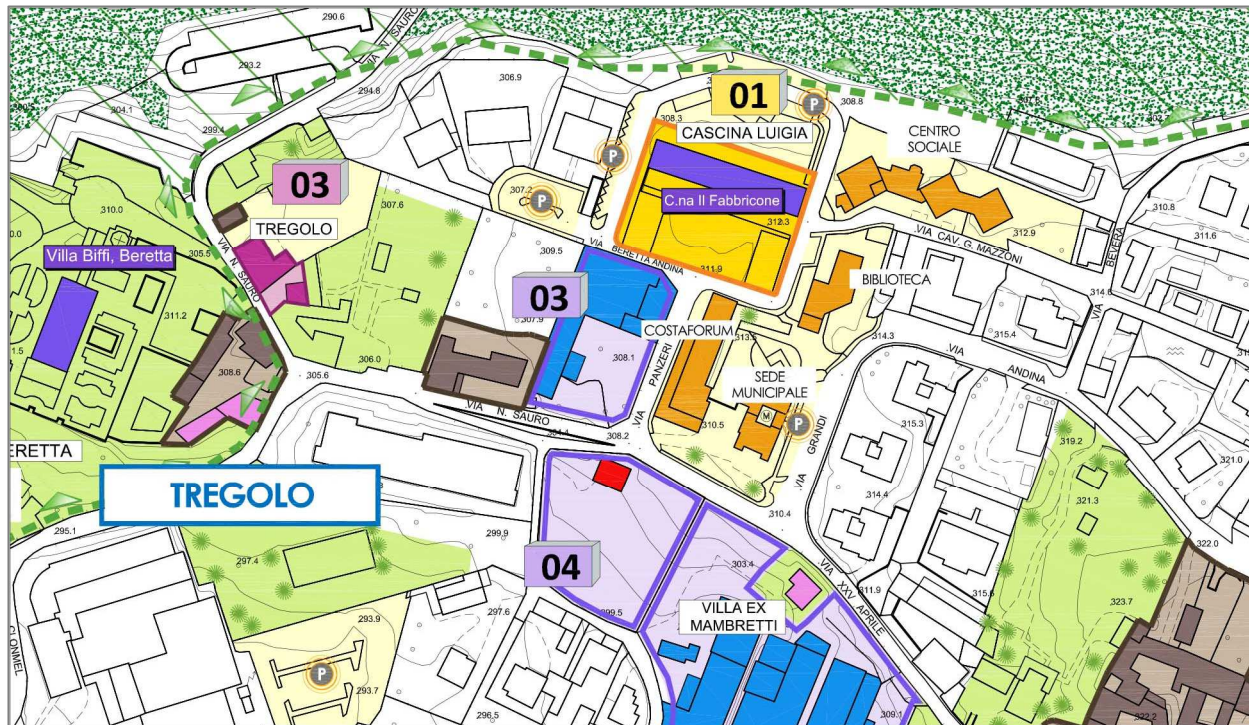 290.6
VIA N. SAURO
293.2
294.8
306.9
304.1
299.4
01
P
308.8
308.3
CASCINA LUIGIA
CENTRO
SOCIALE
P
03
307.2
P
307.6
C.na Il Fabbricone
312.3
310.8
310.0
TREGOLO
312.9
311.6
VIA CAV. G. MAZZONI
BEVERA
305.5
Villa Biffi, Beretta
VIA N. SAURO
309.5
VIA BERETTA ANDINA
311.9
BIBLIOTECA
03
307.9
311.2
COSTAFORUM
313.5
314.3
315.4
VIA
308.1
VIA ANDINA
308.6
306.0
305.6
VIA PANZERI
SEDE
MUNICIPALE
M
VIA N. SAURO
308.2
310.5
P
VIA GRANDI
315.3
319.2
321.0
ERETTA
TREGOLO
321.3
314.4
310.4
295.1
299.9
322.0
297.4
04
303.4
VIA XXV APRILE
311.9
323.7
297.6
299.5
VILLA EX
MAMBRETTI
293.9
CLONMEL
P
293.7
296.5
309.1
322.2